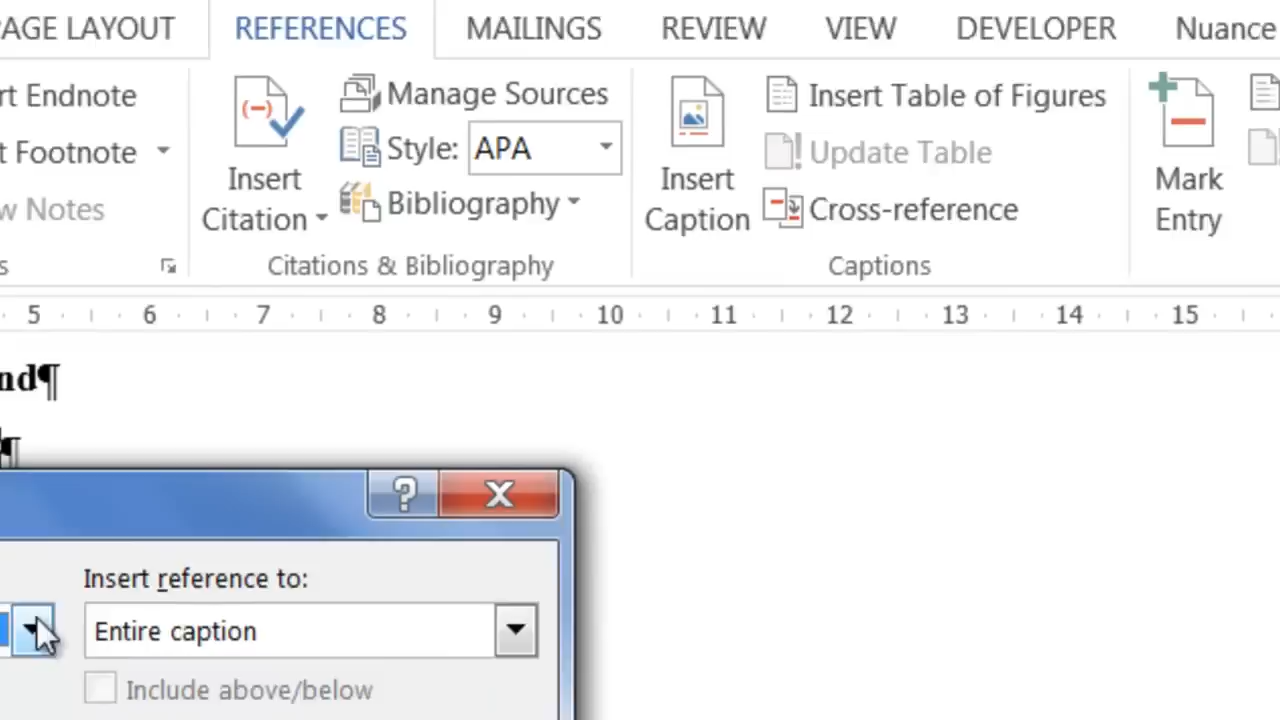 PAGE LAYOUT REFERENCES MAILINGS REVIEW VIEW DEVELOPER Nuance
rt Endnote
t Footnote
w Notes
s
Insert
Citation
Manage Sources
Style: APA
Bibliography
Citations & Bibliography
Insert
Caption
Insert Table of Figures
Update Table
Cross-reference
Captions
Mark
Entry
5 6 7 8 9 10 11 12 13 14 15
nd¶
¶
Insert reference to:
Entire caption
Include above/below